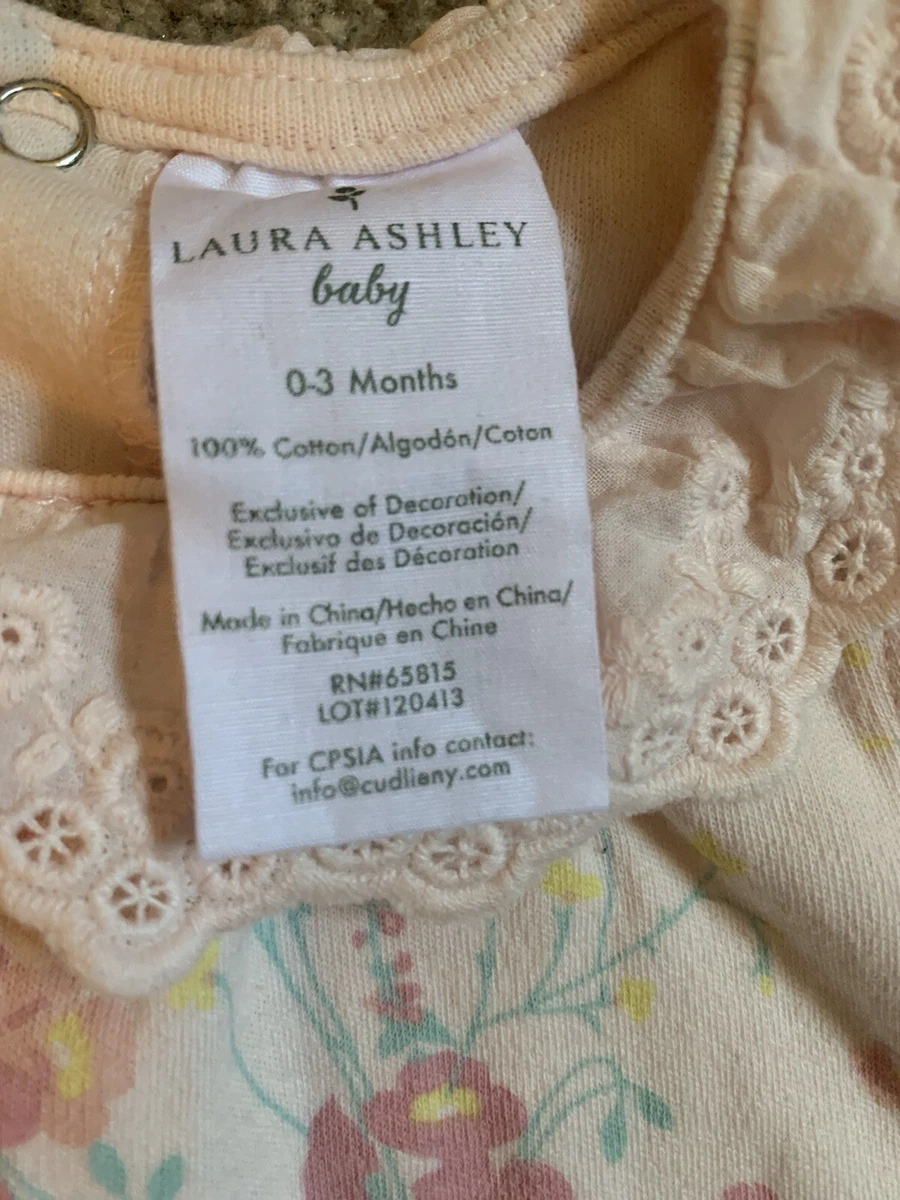 LAURA ASHLEY
baby
0-3 Months
100% Cotton/Algodón/Coton
Exclusive of Decoration/
Exclusivo de Decoración/
Exclusif des Décoration
Made in China/Hecho en China/
Fabrique en Chine
RN#65815
LOT#120413
For CPSIA info contact:
info@cudlieny.com